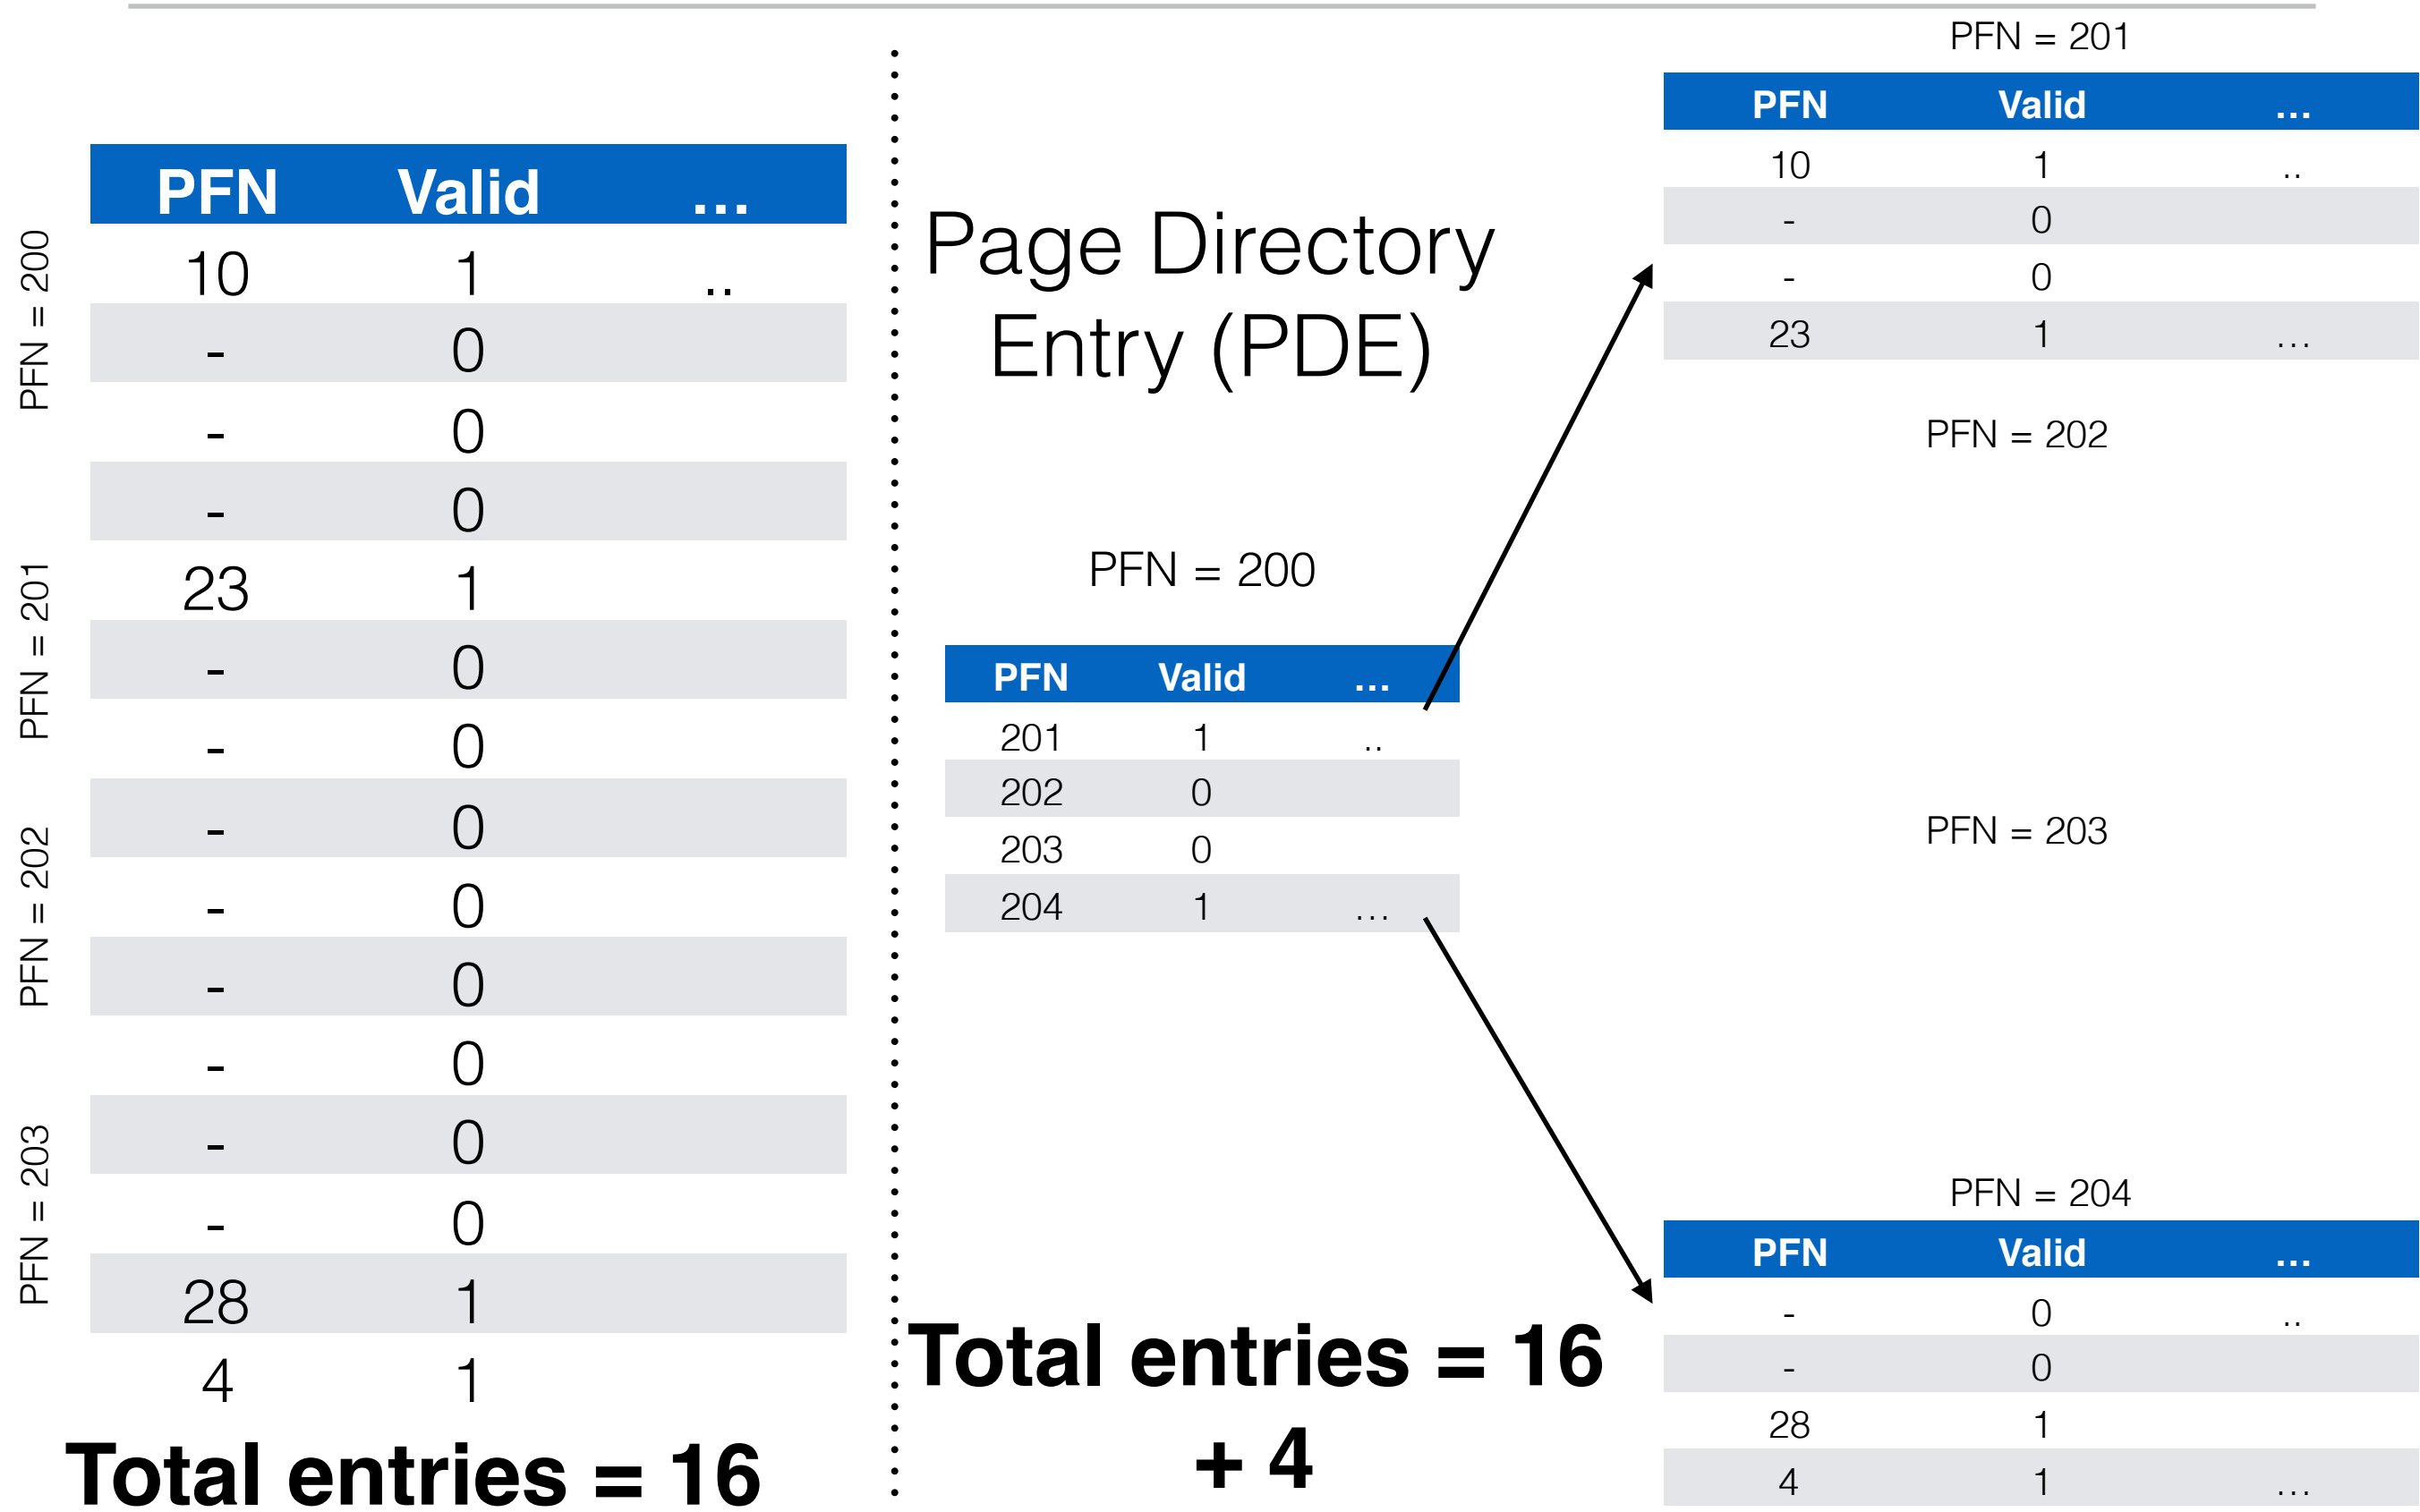 PFN = 200
PFN = 201
PFN = 202
PFN = 203
PFN Valid ...
10 1 ..
- 0
- 0
- 0
23 1
- 0
- 0
- 0
- 0
- 0
- 0
- 0
- 0
28 1
4 1
Total entries = 16
Page Directory
Entry (PDE)
PFN = 200
PFN Valid ...
201 1 ..
202 0
203 0
204 1 ...
Total entries = 16
+ 4
PFN = 201
PFN Valid ...
10 1 ..
- 0
- 0
23 1 ...
PFN = 202
PFN = 203
PFN = 204
PFN Valid ...
- 0 ..
- 0
28 1
4 1 ...